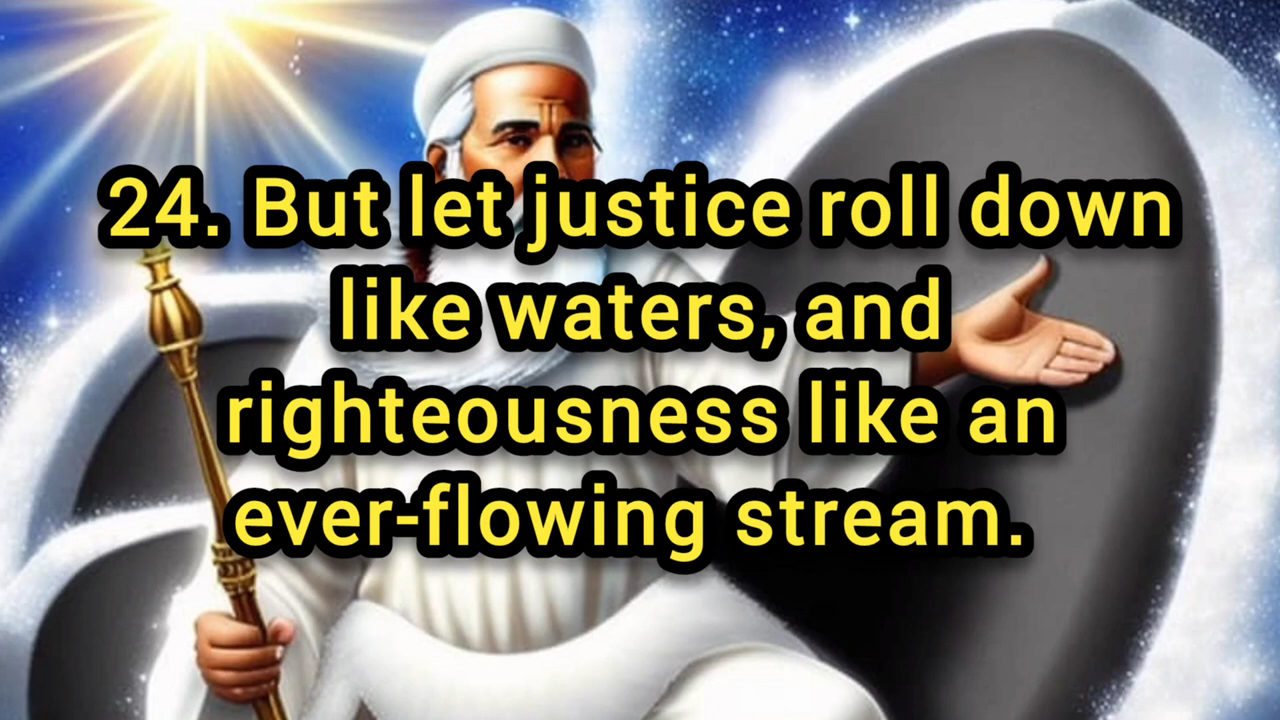 24. But let justice roll down
like waters, and
righteousness like an
ever-flowing stream.